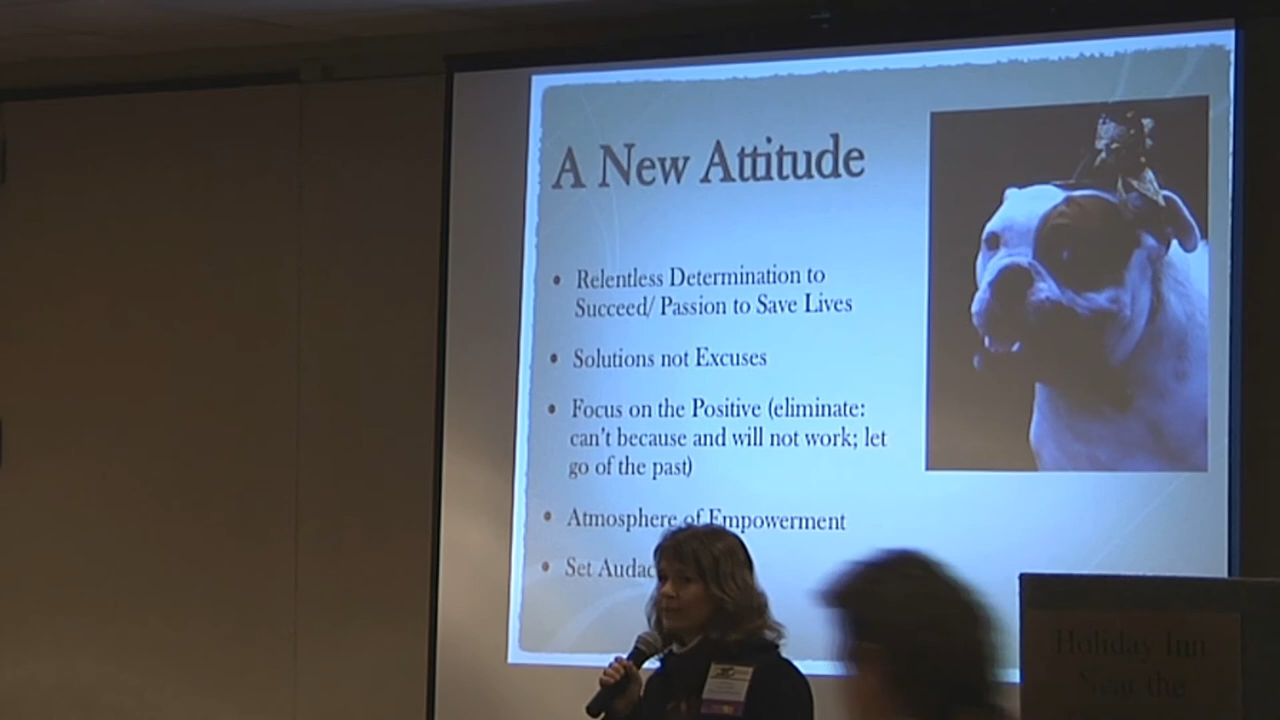 A New Attitude
• Relentless Determination to
Succeed/ Passion to Save Lives
• Solutions not Excuses
• Focus on the Positive (eliminate:
can't because and will not work; let
go of the past)
• Atmosphere of Empowerment
• Set
Holiday Inn
Near the